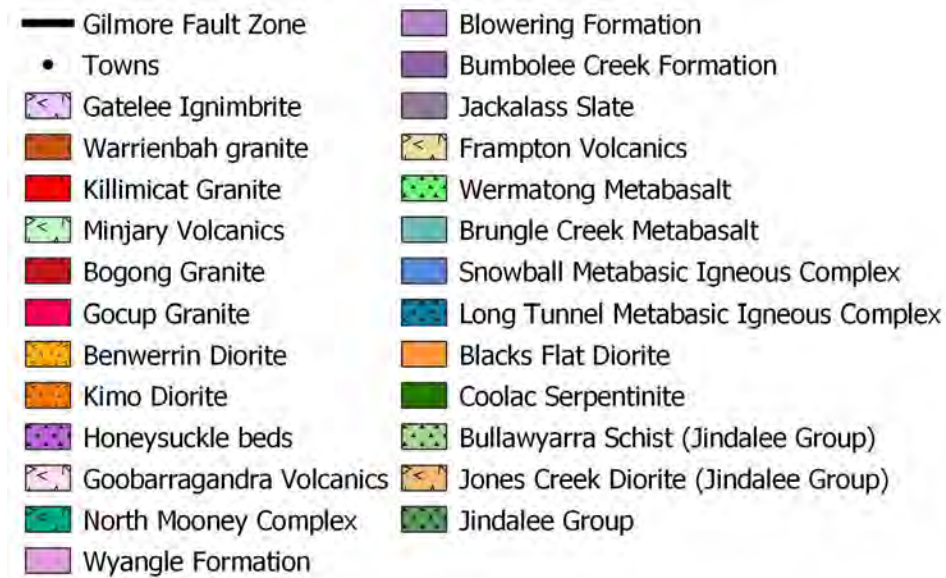 Gilmore Fault Zone
Towns
Gatelee Ignimbrite
Warrienbah granite
Killimicat Granite
Minjary Volcanics
Bogong Granite
Gocup Granite
Benwerrin Diorite
Kimo Diorite
Honeysuckle beds
Goobarragandra Volcanics
North Mooney Complex
Wyangle Formation
Blowering Formation
Bumbolee Creek Formation
Jackalass Slate
Frampton Volcanics
Wermatong Metabasalt
Brungle Creek Metabasalt
Snowball Metabasic Igneous Complex
Long Tunnel Metabasic Igneous Complex
Blacks Flat Diorite
Coolac Serpentinite
Bullawyarra Schist (Jindalee Group)
Jones Creek Diorite (Jindalee Group)
Jindalee Group